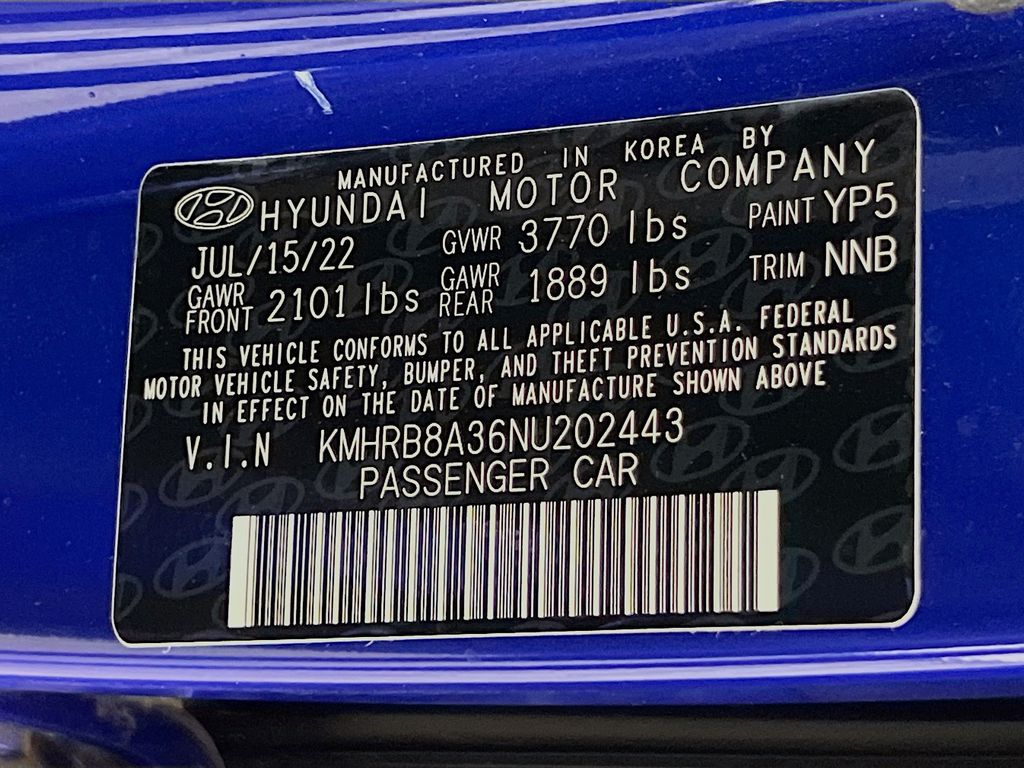 MANUFACTURED IN KOREA BY
HYUNDAI MOTOR COMPANY
JUL/15/22 GVWR 3770 lbs PAINT YP5
GAWR FRONT 2101 lbs GAWR REAR 1889 lbs TRIM NNB
THIS VEHICLE CONFORMS TO ALL APPLICABLE U.S.A. FEDERAL
MOTOR VEHICLE SAFETY, BUMPER, AND THEFT PREVENTION STANDARDS
IN EFFECT ON THE DATE OF MANUFACTURE SHOWN ABOVE
V.I.N KMHRB8A36NU202443
PASSENGER CAR